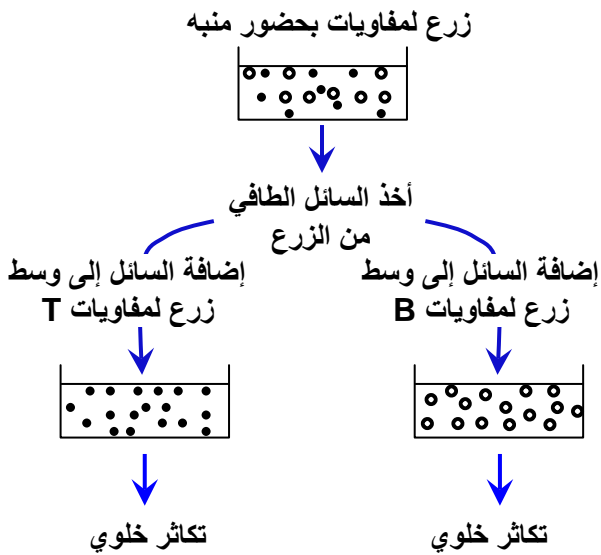 زرع لمفاويات بحضور منبه
أخذ السائل الطافي
من الزرع
إضافة السائل إلى وسط
زرع لمفاويات B
إضافة السائل إلى وسط
زرع لمفاويات T
تكاثر خلوي
تكاثر خلوي